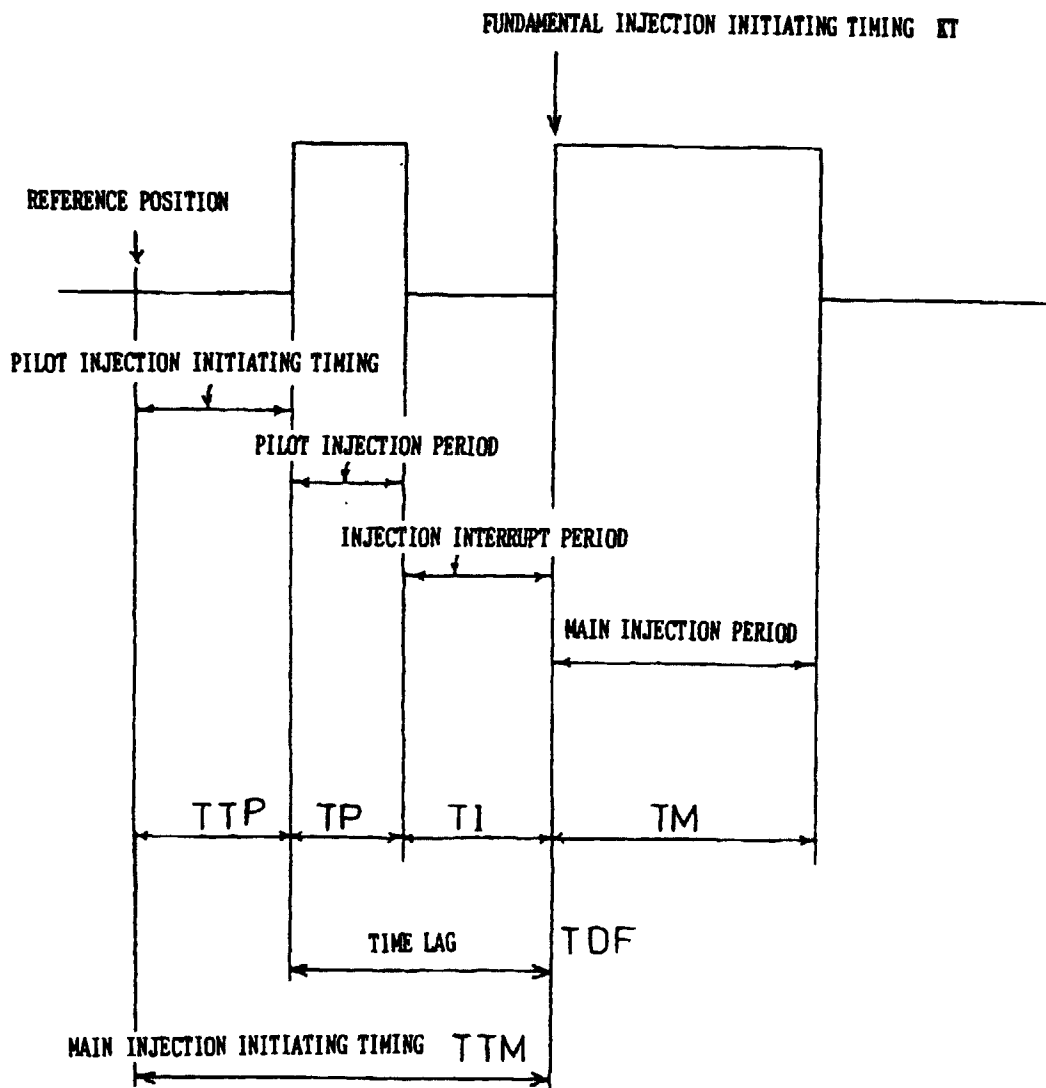 FUNDAMENTAL INJECTION INITIATING TIMING KT
REFERENCE POSITION
PILOT INJECTION INITIATING TIMING
PILOT INJECTION PERIOD
INJECTION INTERRUPT PERIOD
MAIN INJECTION PERIOD
TTP TP TI TM
TIME LAG TDF
MAIN INJECTION INITIATING TIMING TTM